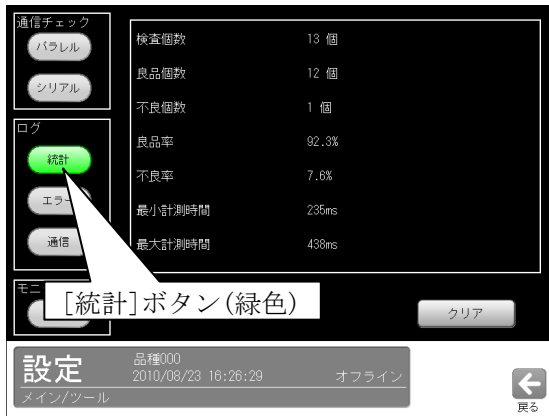 通信チェック
パラレル
シリアル
ログ
統計
エラー
通信
モニ
検査個数 13 個
良品個数 12 個
不良個数 1 個
良品率 92.3%
不良率 7.6%
最小計測時間 235ms
最大計測時間 438ms
[統計]ボタン(緑色)
クリア
設定
メイン/ツール
品種000
2010/08/23 16:26:29 オフライン
戻る